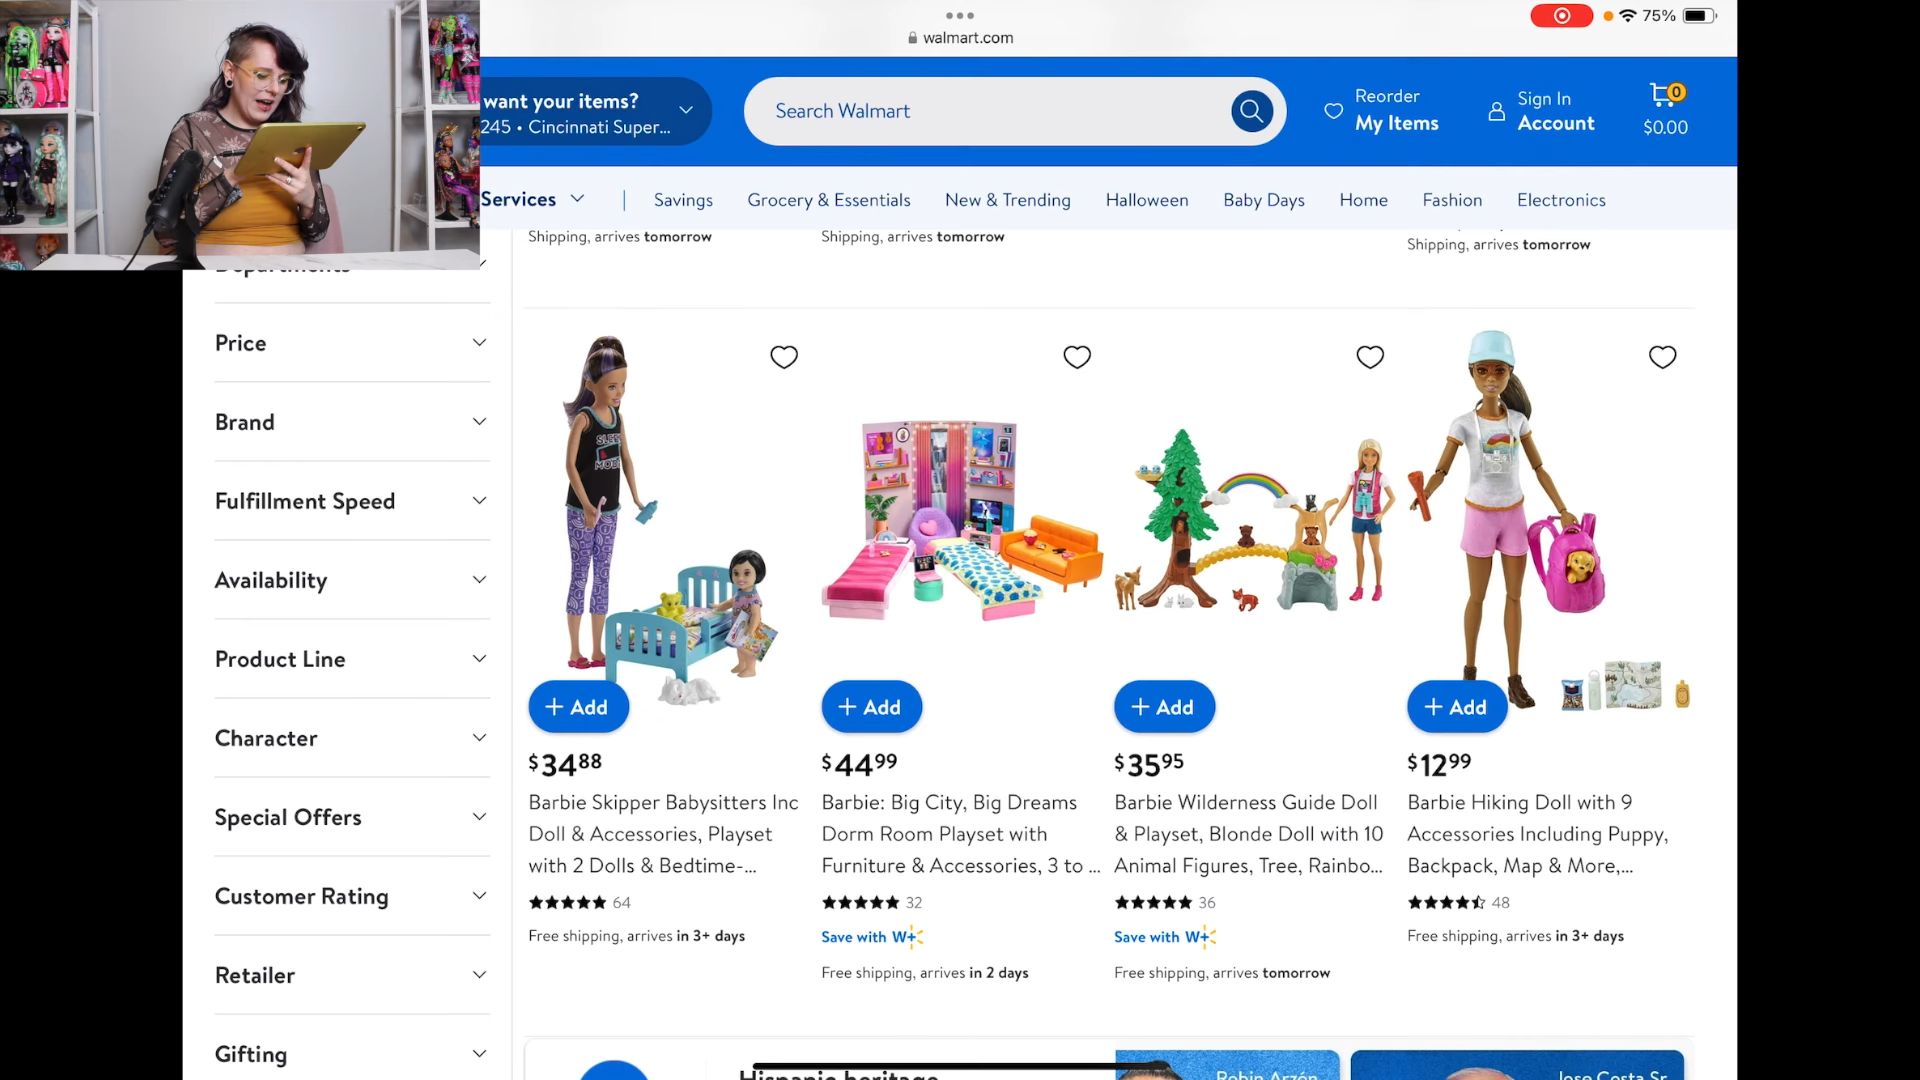 walmart.com
75%
want your items?
245 • Cincinnati Super...
Search Walmart
Reorder
My Items
Sign In
Account
0
$0.00
Services
Savings
Grocery & Essentials
New & Trending
Halloween
Baby Days
Home
Fashion
Electronics
Shipping, arrives tomorrow
Shipping, arrives tomorrow
Shipping, arrives tomorrow
Departments
Price
Brand
Fulfillment Speed
Availability
Product Line
Character
Special Offers
Customer Rating
Retailer
Gifting
+ Add
$34 88
Barbie Skipper Babysitters Inc
Doll & Accessories, Playset
with 2 Dolls & Bedtime-...
64
Free shipping, arrives in 3+ days
+ Add
$44 99
Barbie: Big City, Big Dreams
Dorm Room Playset with
Furniture & Accessories, 3 to ...
32
Save with W+
Free shipping, arrives in 2 days
+ Add
$35 95
Barbie Wilderness Guide Doll
& Playset, Blonde Doll with 10
Animal Figures, Tree, Rainbo...
36
Save with W+
Free shipping, arrives tomorrow
+ Add
$12 99
Barbie Hiking Doll with 9
Accessories Including Puppy,
Backpack, Map & More,...
48
Free shipping, arrives in 3+ days
Hispanic heritage
Robin Arzón
Jose Costa Sr